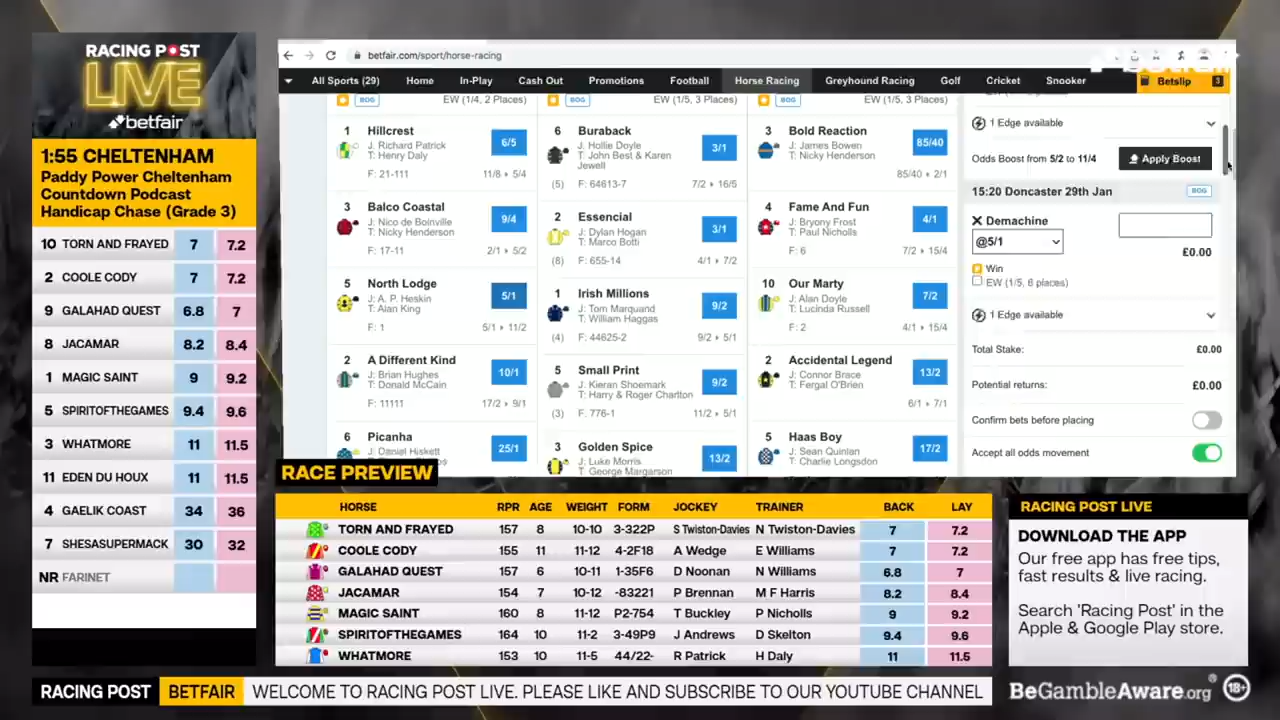 RACING POST
LIVE
betfair
1:55 CHELTENHAM
Paddy Power Cheltenham
Countdown Podcast
Handicap Chase (Grade 3)
10 TORN AND FRAYED 7 7.2
2 COOLE CODY 7 7.2
9 GALAHAD QUEST 6.8 7
8 JACAMAR 8.2 8.4
1 MAGIC SAINT 9 9.2
5 SPIRITOFTHEGAMES 9.4 9.6
3 WHATMORE 11 11.5
11 EDEN DU HOUX 11 11.5
4 GAELIK COAST 34 36
7 SHESASUPERMACK 30 32
NR FARINET
betfair.com/sport/horse-racing
All Sports (29) Home In-Play Cash Out Promotions Football Horse Racing Greyhound Racing Golf Cricket Snooker Betslip 3
BOG EW (1/4, 2 Places)
1 Hillcrest 6/5
J: Richard Patrick
T: Henry Daly
F: 21-111 11/8 ▸ 5/4
3 Balco Coastal 9/4
J: Nico de Boinville
T: Nicky Henderson
F: 17-11 2/1 ▸ 5/2
5 North Lodge 5/1
J: A. P. Heskin
T: Alan King
F: 1 5/1 ▸ 11/2
2 A Different Kind 10/1
J: Brian Hughes
T: Donald McCain
F: 11111 17/2 ▸ 9/1
6 Picanha 25/1
J: Daniel Hiskett
BOG EW (1/5, 3 Places)
6 Buraback 3/1
J: Hollie Doyle
T: John Best & Karen
Jewell
(5) F: 64613-7 7/2 ▸ 16/5
2 Essencial 3/1
J: Dylan Hogan
T: Marco Botti
(8) F: 655-14 4/1 ▸ 7/2
1 Irish Millions 9/2
J: Tom Marquand
T: William Haggas
(4) F: 44625-2 9/2 ▸ 5/1
5 Small Print 9/2
J: Kieran Shoemark
T: Harry & Roger Charlton
(3) F: 776-1 11/2 ▸ 5/1
3 Golden Spice 13/2
J: Luke Morris
T: George Margarson
BOG EW (1/5, 3 Places)
3 Bold Reaction 85/40
J: James Bowen
T: Nicky Henderson
85/40 ▸ 2/1
4 Fame And Fun 4/1
J: Bryony Frost
T: Paul Nicholls
F: 6 7/2 ▸ 15/4
10 Our Marty 7/2
J: Alan Doyle
T: Lucinda Russell
F: 2 4/1 ▸ 15/4
2 Accidental Legend 13/2
J: Connor Brace
T: Fergal O'Brien
6/1 ▸ 7/1
5 Haas Boy 17/2
J: Sean Quinlan
T: Charlie Longsdon
1 Edge available
Odds Boost from 5/2 to 11/4 Apply Boost
15:20 Doncaster 29th Jan BOG
Demachine
@5/1
£0.00
Win
EW (1/5, 6 places)
1 Edge available
Total Stake: £0.00
Potential returns: £0.00
Confirm bets before placing
Accept all odds movement
RACE PREVIEW
HORSE RPR AGE WEIGHT FORM JOCKEY TRAINER BACK LAY
TORN AND FRAYED 157 8 10-10 3-322P S Twiston-Davies N Twiston-Davies 7 7.2
COOLE CODY 155 11 11-12 4-2F18 A Wedge E Williams 7 7.2
GALAHAD QUEST 157 6 10-11 1-35F6 D Noonan N Williams 6.8 7
JACAMAR 154 7 10-12 -83221 P Brennan M F Harris 8.2 8.4
MAGIC SAINT 160 8 11-12 P2-754 T Buckley P Nicholls 9 9.2
SPIRITOFTHEGAMES 164 10 11-2 3-49P9 J Andrews D Skelton 9.4 9.6
WHATMORE 153 10 11-5 44/22- R Patrick H Daly 11 11.5
RACING POST LIVE
DOWNLOAD THE APP
Our free app has free tips,
fast results & live racing.
Search 'Racing Post' in the
Apple & Google Play store.
RACING POST BETFAIR WELCOME TO RACING POST LIVE. PLEASE LIKE AND SUBSCRIBE TO OUR YOUTUBE CHANNEL
BeGambleAware.org® 18+